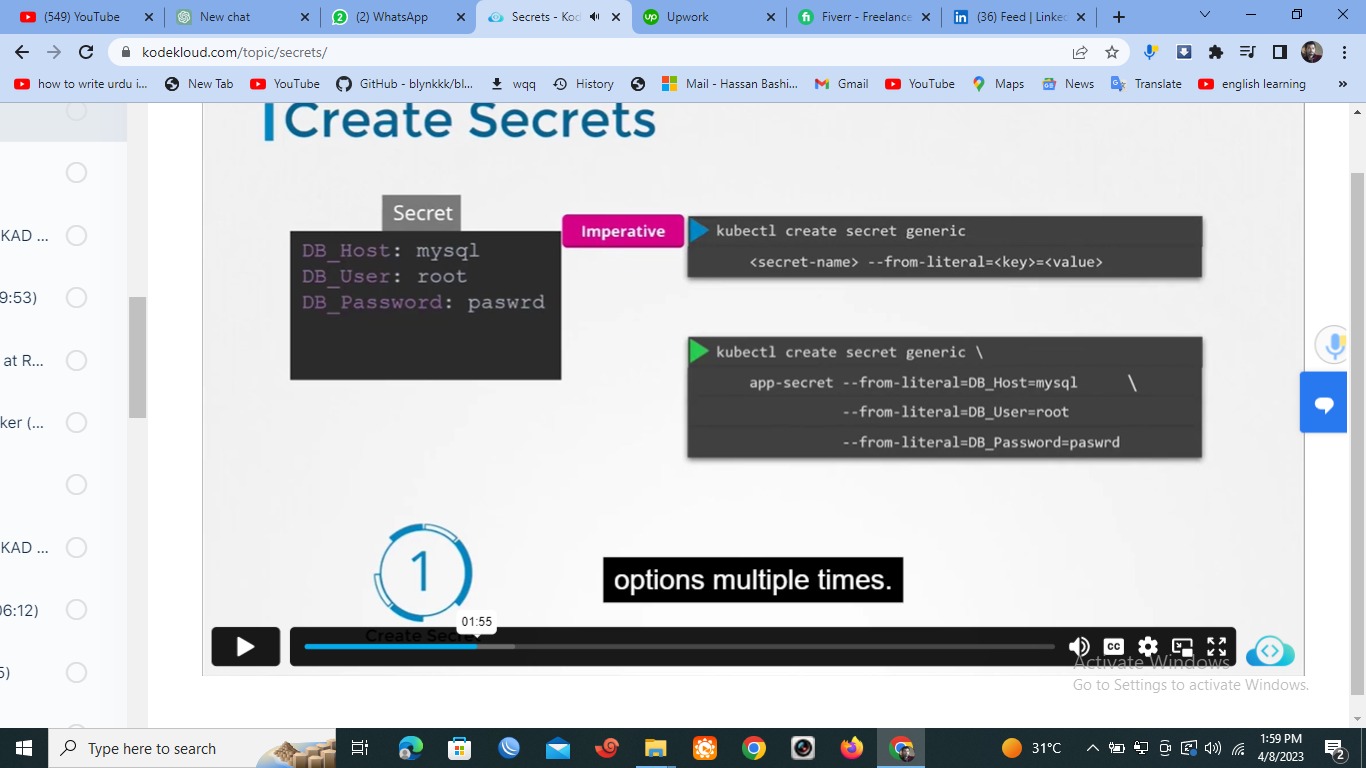 (549) YouTube
New chat
(2) WhatsApp
Secrets - Kod
Upwork
Fiverr - Freelance
(36) Feed | Linked
kodekloud.com/topic/secrets/
how to write urdu i...
New Tab
YouTube
GitHub - blynkkk/bl...
wqq
History
Mail - Hassan Bashi...
Gmail
YouTube
Maps
News
Translate
english learning
»
Create Secrets
KAD ...
9:53)
at R...
ker (...
KAD ...
06:12)
5)
Secret
DB_Host: mysql
DB_User: root
DB_Password: paswrd
Imperative
kubectl create secret generic
<secret-name> --from-literal=<key>=<value>
kubectl create secret generic \
app-secret --from-literal=DB_Host=mysql \
--from-literal=DB_User=root
--from-literal=DB_Password=paswrd
1
options multiple times.
01:55
Create Secret
CC
Activate Windows
Go to Settings to activate Windows.
Type here to search
31°C
1:59 PM
4/8/2023
2